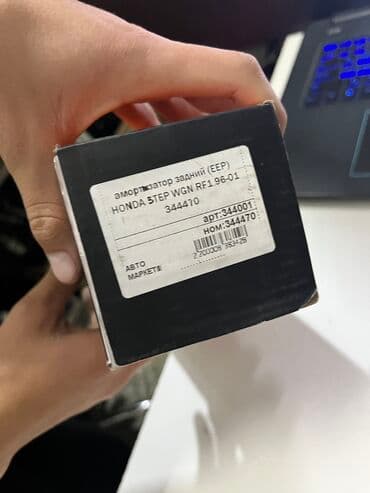 амортизатор задний (EEP)
HONDA STEP WGN RF1 96-01
344470
арт:344001
ном:344470
АВТО
МАРКЕТ